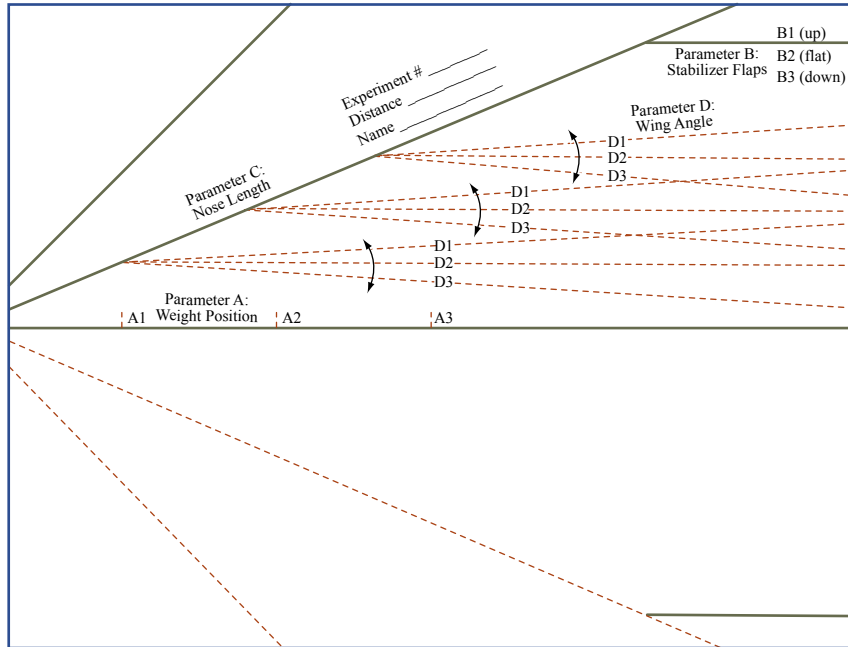 B1 (up)
Parameter B:
Stabilizer Flaps
B2 (flat)
B3 (down)
Experiment #
Distance
Name
Parameter D:
Wing Angle
D1
D2
D3
Parameter C:
Nose Length
D1
D2
D3
D1
D2
D3
Parameter A:
Weight Position
A1
A2
A3